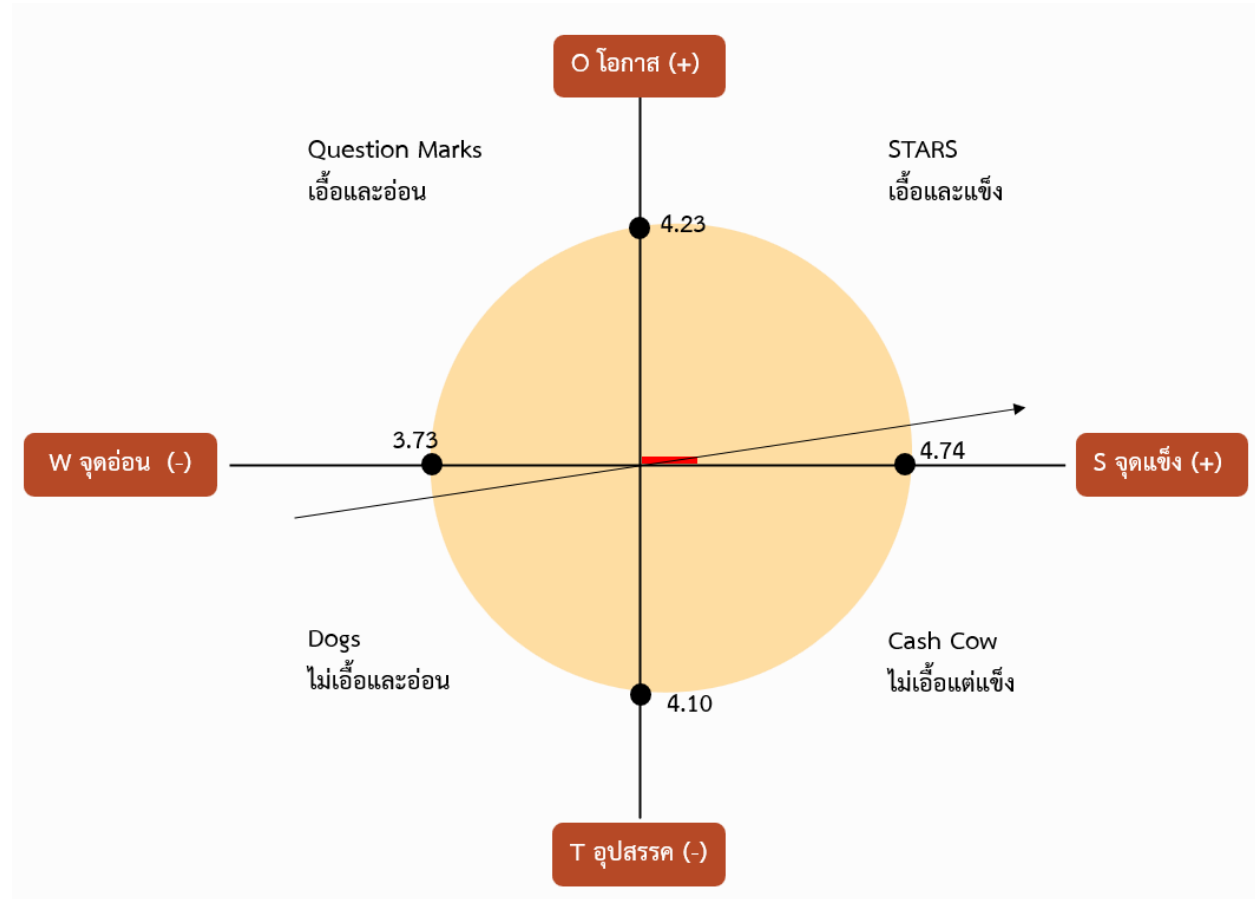 O โอกาส (+)
Question Marks
เอื้อและอ่อน
STARS
เอื้อและแข็ง
4.23
W จุดอ่อน (-)
3.73
4.74
S จุดแข็ง (+)
Dogs
ไม่เอื้อและอ่อน
Cash Cow
ไม่เอื้อแต่แข็ง
4.10
T อุปสรรค (-)